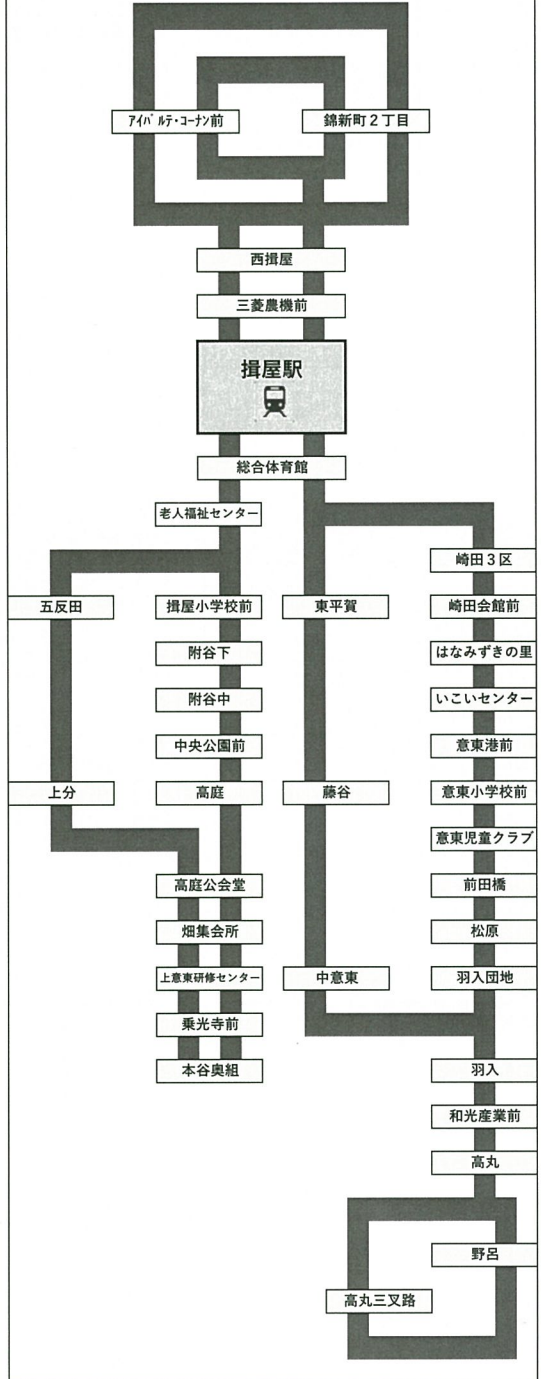 アイパルテ・コーナン前
錦新町２丁目
西揖屋
三菱農機前
揖屋駅
総合体育館
老人福祉センター
崎田３区
五反田
揖屋小学校前
東平賀
崎田会館前
附谷下
はなみずきの里
附谷中
いこいセンター
中央公園前
意東港前
上分
高庭
藤谷
意東小学校前
意東児童クラブ
高庭公会堂
前田橋
畑集会所
松原
上意東研修センター
中意東
羽入団地
乗光寺前
本谷奥組
羽入
和光産業前
高丸
野呂
高丸三叉路